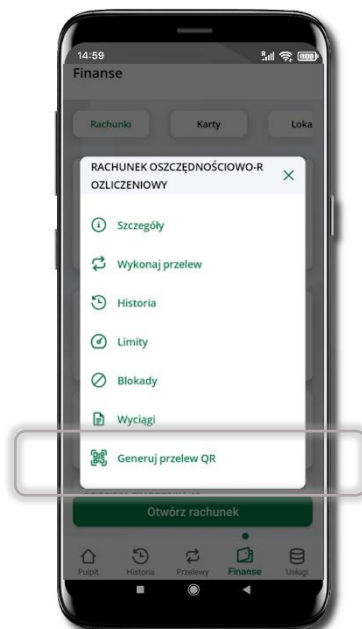 14:59
Finanse
Rachunki Karty Loka
RACHUNEK OSZCZĘDNOŚCIOWO-R
OZLICZENIOWY
Szczegóły
Wykonaj przelew
Historia
Limity
Blokady
Wyciągi
Generuj przelew QR
Otwórz rachunek
Pulpit Historia Przelewy Finanse Usługi